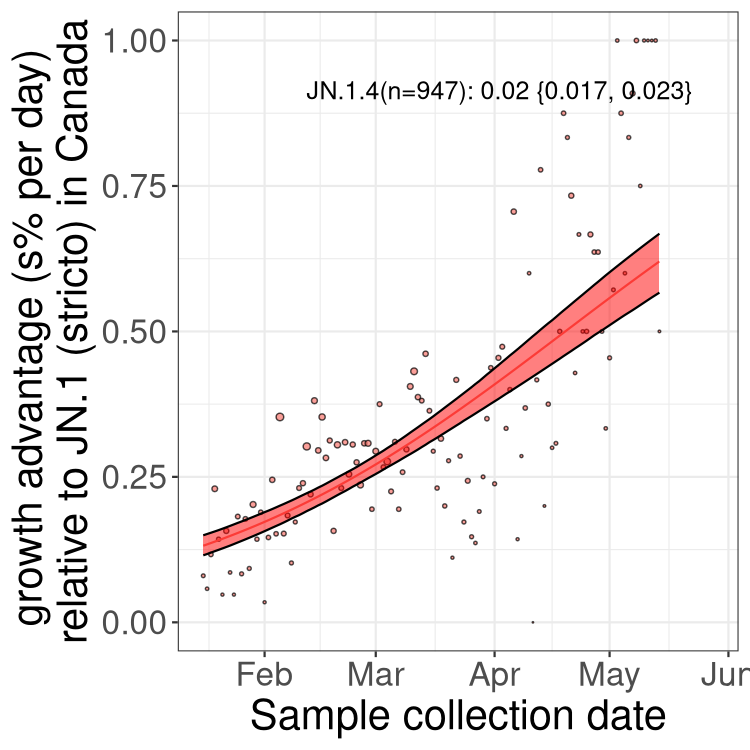 growth advantage (s% per day)
relative to JN.1 (stricto) in Canada
1.00
0.75
0.50
0.25
0.00
JN.1.4(n=947): 0.02 {0.017, 0.023}
Feb Mar Apr May Jun
Sample collection date